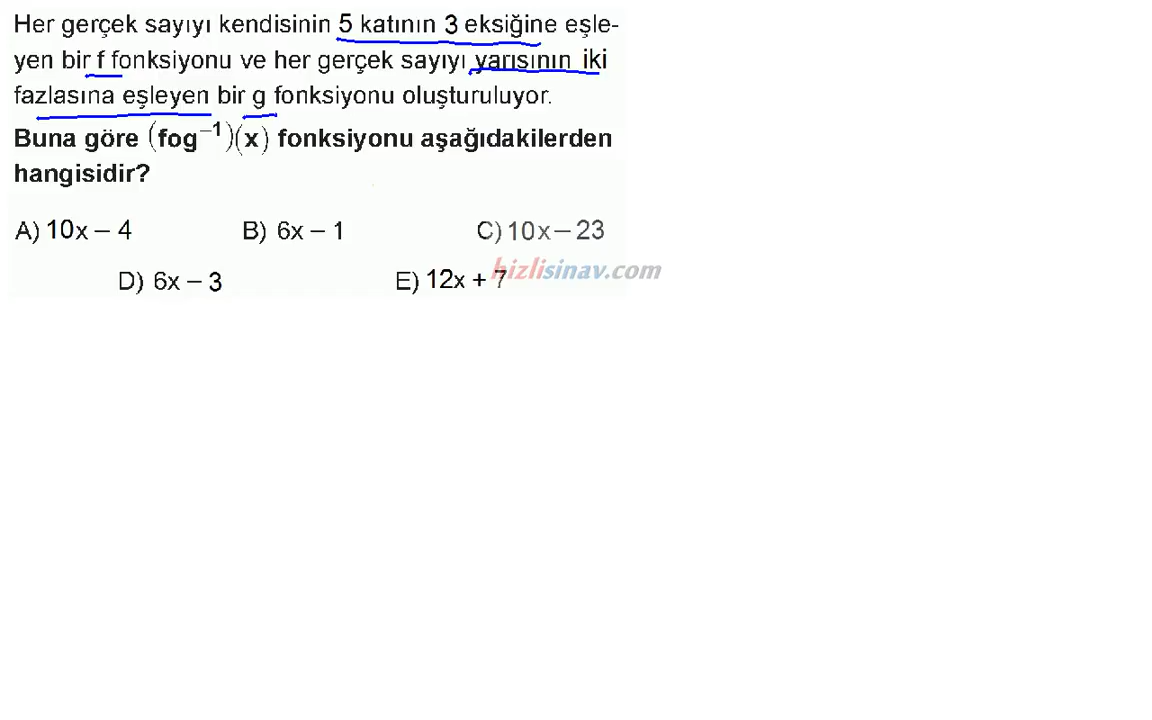 Her gerçek sayıyı kendisinin 5 katının 3 eksiğine eşle-
yen bir f fonksiyonu ve her gerçek sayıyı yarısının iki
fazlasına eşleyen bir g fonksiyonu oluşturuluyor.
Buna göre (fog⁻¹)(x) fonksiyonu aşağıdakilerden
hangisidir?
A) 10x – 4 B) 6x – 1 C) 10x – 23
hizlisinav.com
D) 6x – 3 E) 12x + 7